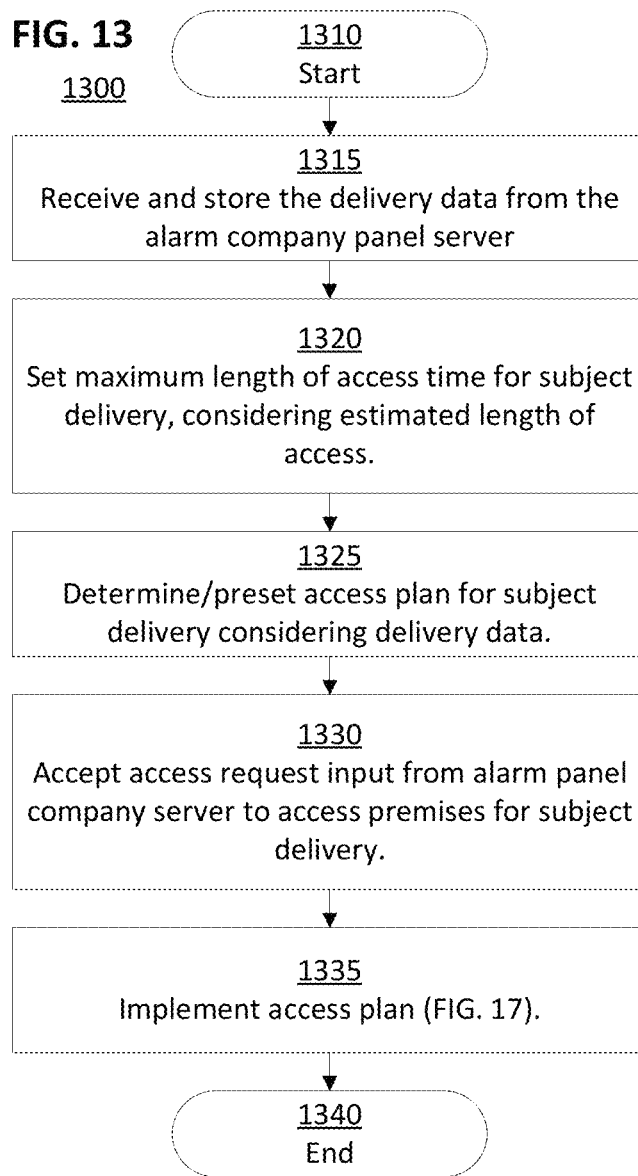 FIG. 13
1300
1310
Start
1315
Receive and store the delivery data from the
alarm company panel server
1320
Set maximum length of access time for subject
delivery, considering estimated length of
access.
1325
Determine/preset access plan for subject
delivery considering delivery data.
1330
Accept access request input from alarm panel
company server to access premises for subject
delivery.
1335
Implement access plan (FIG. 17).
1340
End